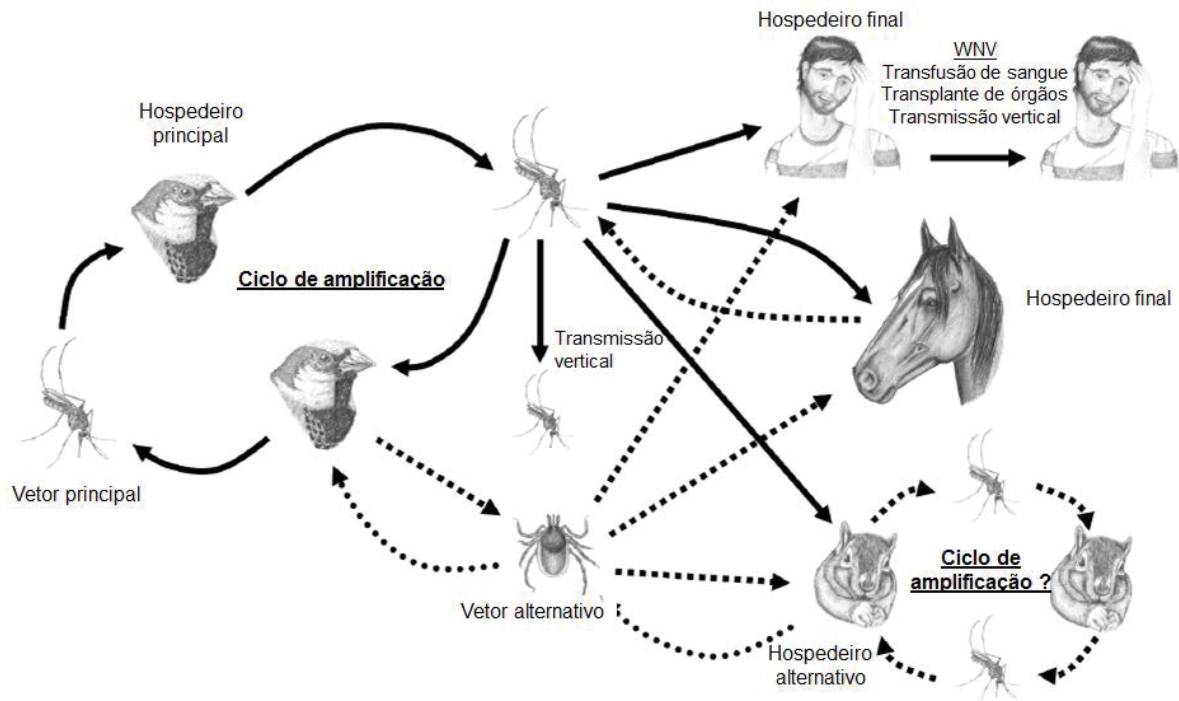 Hospedeiro final
WNV
Transfusão de sangue
Transplante de órgãos
Transmissão vertical
Hospedeiro
principal
Ciclo de amplificação
Hospedeiro final
Transmissão
vertical
Vetor principal
Vetor alternativo
Ciclo de
amplificação ?
Hospedeiro
alternativo